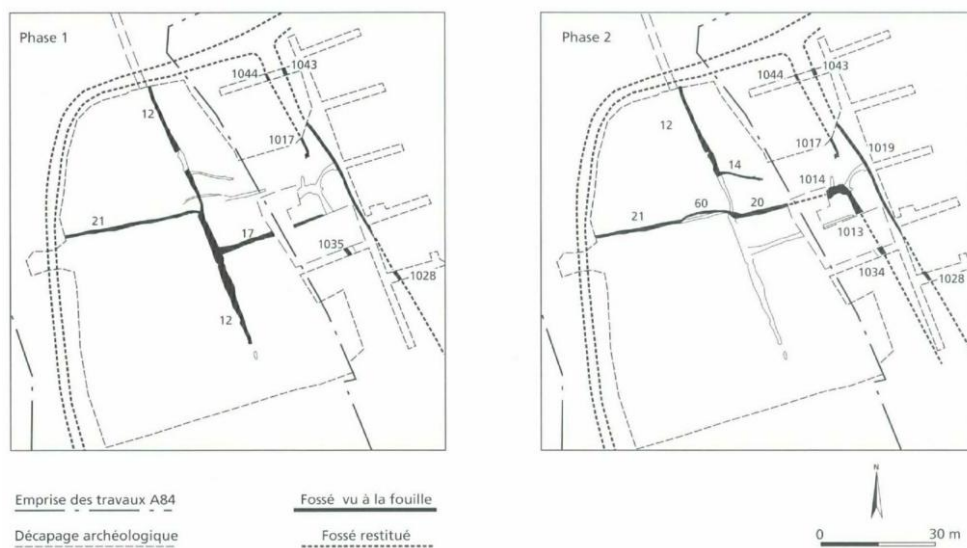 Phase 1
1043
1044
12
1017
21
17
1035
1028
12
Phase 2
1043
1044
12
1017
1019
14
1014
60
20
21
1013
1034
1028
Emprise des travaux A84
Fossé vu à la fouille
Décapage archéologique
Fossé restitué
N
0 30 m